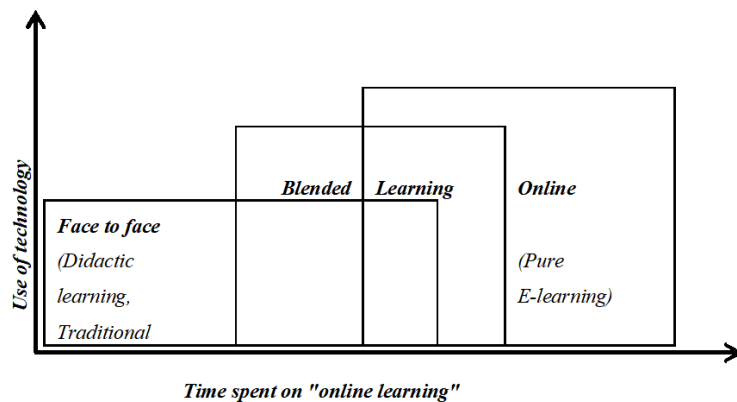 Use of technology
Blended Learning
Online
Face to face
(Didactic
learning,
Traditional
(Pure
E-learning)
Time spent on "online learning"